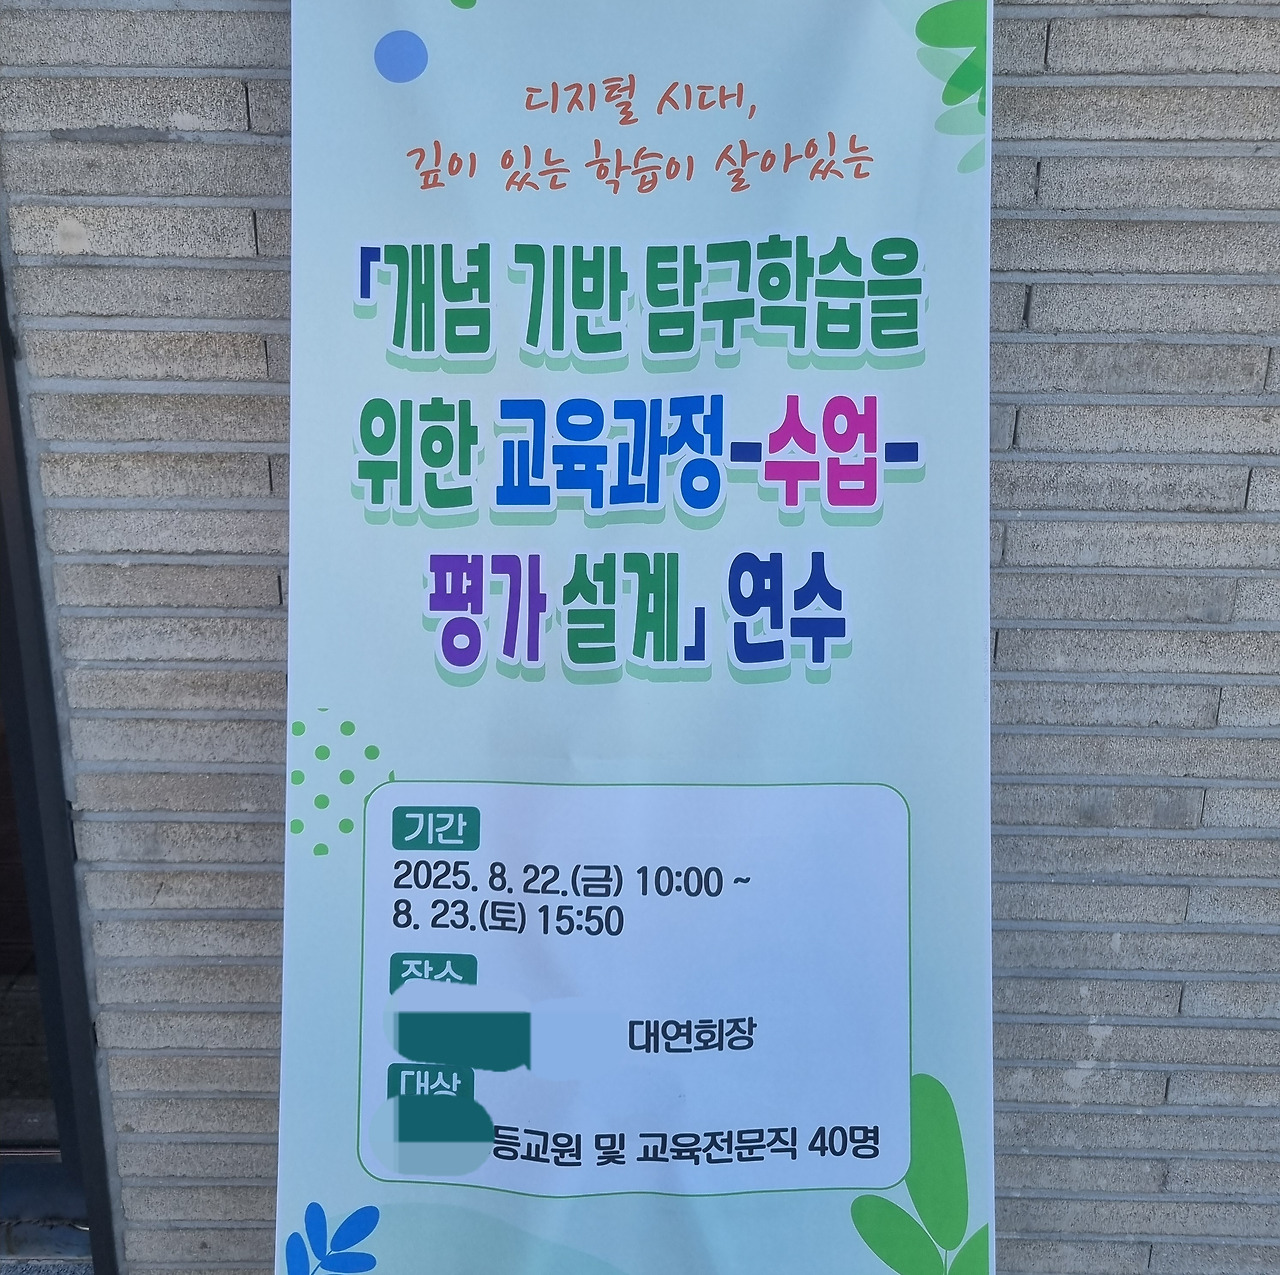 디지털 시대,
깊이 있는 학습이 살아있는
「개념 기반 탐구학습을
위한 교육과정-수업-
평가 설계」 연수
기간
2025. 8. 22.(금) 10:00 ~
8. 23.(토) 15:50
장소
대연회장
대상
등교원 및 교육전문직 40명